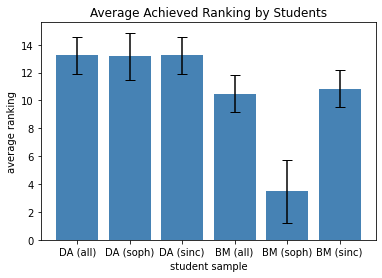 Average Achieved Ranking by Students
average ranking
14
12
10
8
6
4
2
0
DA (all) DA (soph) DA (sinc) BM (all) BM (soph) BM (sinc)
student sample